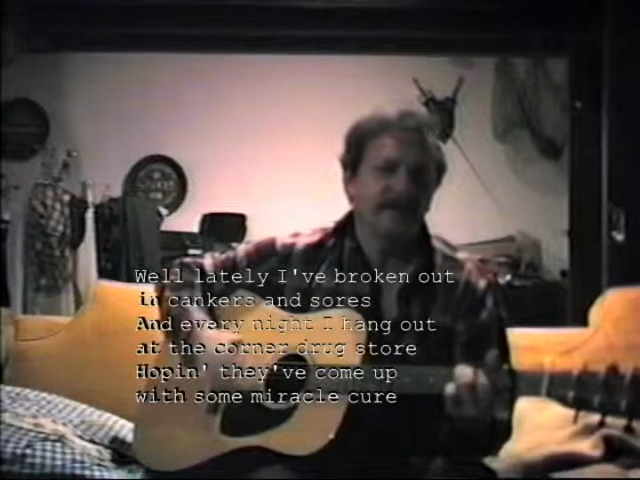 Well lately I've broken out
in cankers and sores
And every night I hang out
at the corner drug store
Hopin' they've come up
with some miracle cure